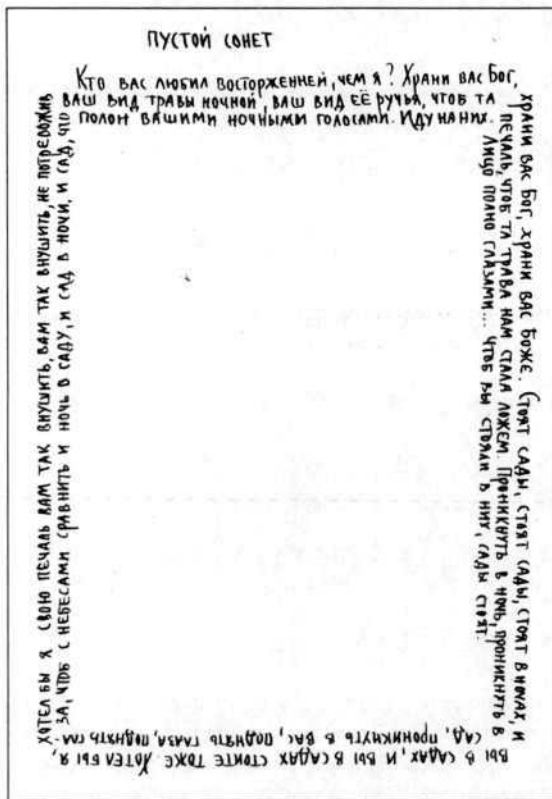 ПУСТОЙ СОНЕТ
Кто вас любил восторженней, чем я? Храни вас Бог,
храни вас Бог, храни вас Боже. Стоят сады, стоят сады, стоят в ночах, и
вы в садах, и вы в садах стоите тоже. Хотел бы я,
хотел бы я свою печаль вам так внушить, вам так внушить, не потревожив
ваш вид травы ночной, ваш вид её ручья, чтоб та
печаль, чтоб та трава нам стала ложем. Проникнуть в ночь, проникнуть в
сад, проникнуть в вас, поднять глаза, поднять гла-
за, чтоб с небесами сравнить и ночь в саду, и сад в ночи, и сад, что
полон вашими ночными голосами. Иду на них.
Лицо полно глазами... Чтоб вы стояли в них, сады стоят.